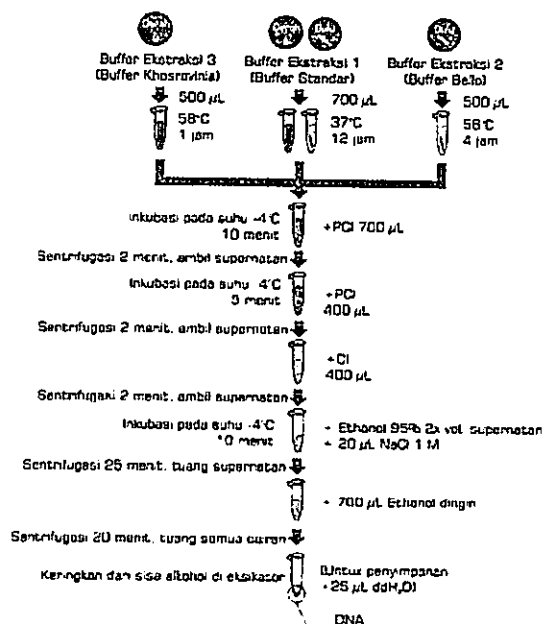 Buffer Ekstraksi 3
(Buffer Khosravinia)
500 µL
58°C
1 jam
Buffer Ekstraksi 1
(Buffer Standar)
700 µL
37°C
12 jam
Buffer Ekstraksi 2
(Buffer Bello)
500 µL
56°C
4 jam
Inkubasi pada suhu -4°C
10 menit
+PCI 700 µL
Sentrifugasi 2 menit, ambil supernatan
Inkubasi pada suhu -4°C
3 menit
+PCI
400 µL
Sentrifugasi 2 menit, ambil supernatan
+CI
400 µL
Sentrifugasi 2 menit, ambil supernatan
Inkubasi pada suhu -4°C
10 menit
+ Ethanol 95% 2x vol. supernatan
+ 20 µL NaCl 1 M
Sentrifugasi 25 menit, tuang supernatan
+ 700 µL Ethanol dingin
Sentrifugasi 20 menit, tuang semua cairan
Keringkan dari sisa alkohol di eksikator
(Untuk penyimpanan
+25 µL ddH₂O)
DNA